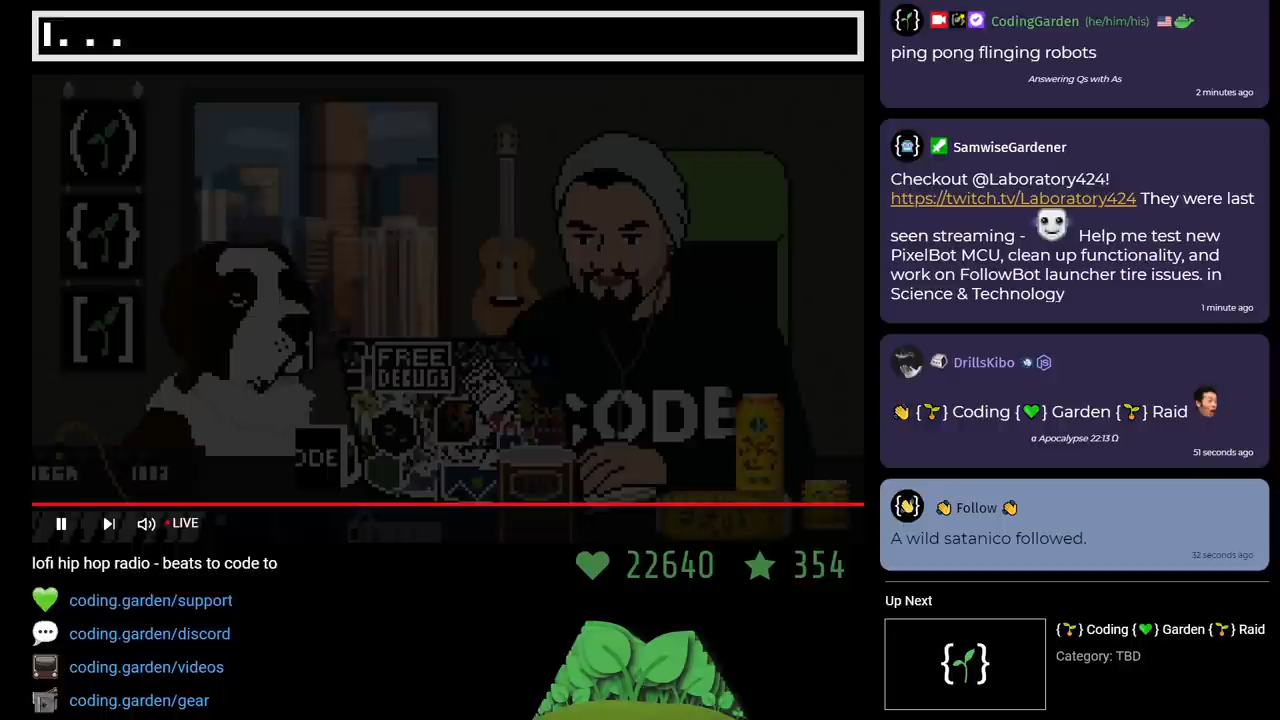 . . .
FREE
DEBUGS
CODE
ODE
LIVE
lofi hip hop radio - beats to code to
22640
354
coding.garden/support
coding.garden/discord
coding.garden/videos
coding.garden/gear
CodingGarden (he/him/his)
ping pong flinging robots
Answering Qs with As
2 minutes ago
SamwiseGardener
Checkout @Laboratory424!
https://twitch.tv/Laboratory424 They were last
seen streaming - Help me test new
PixelBot MCU, clean up functionality, and
work on FollowBot launcher tire issues. in
Science & Technology
1 minute ago
DrillsKibo
👏 {🌱} Coding {💚} Garden {🌱} Raid
α Apocalypse 22:13 Ω
51 seconds ago
👏 Follow 👏
A wild satanico followed.
32 seconds ago
Up Next
{🌱} Coding {💚} Garden {🌱} Raid
Category: TBD